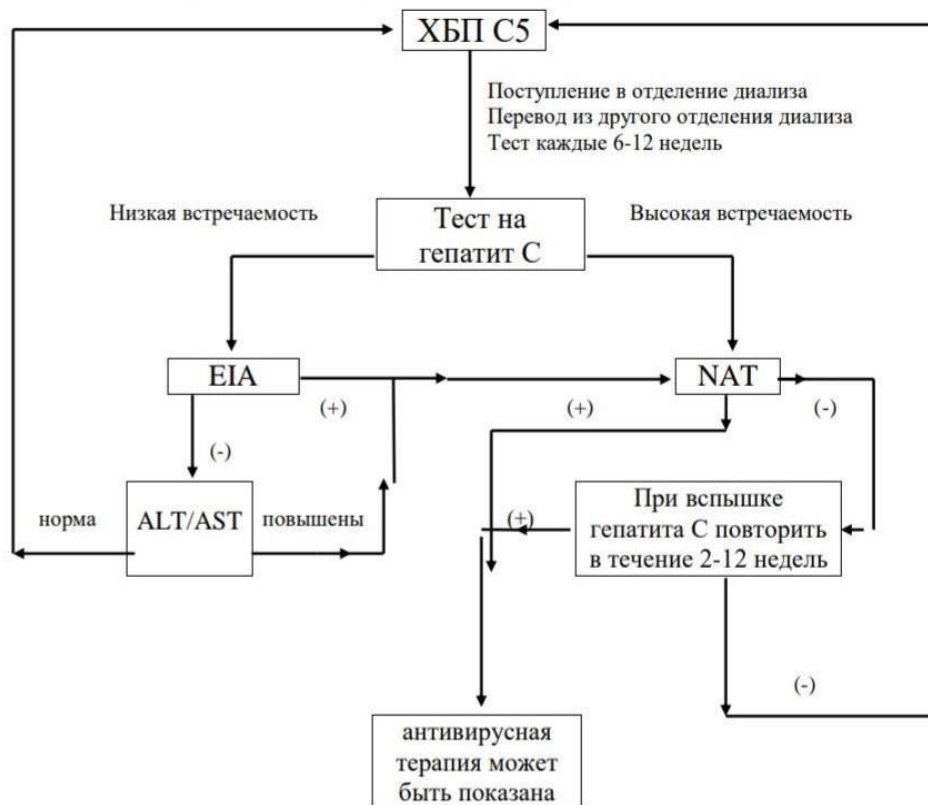 ХБП С5
Поступление в отделение диализа
Перевод из другого отделения диализа
Тест каждые 6-12 недель
Низкая встречаемость
Тест на
гепатит С
Высокая встречаемость
EIA
NAT
(+)
(+)
(-)
(-)
норма
ALT/AST
повышены
(+)
При вспышке
гепатита С повторить
в течение 2-12 недель
(-)
антивирусная
терапия может
быть показана